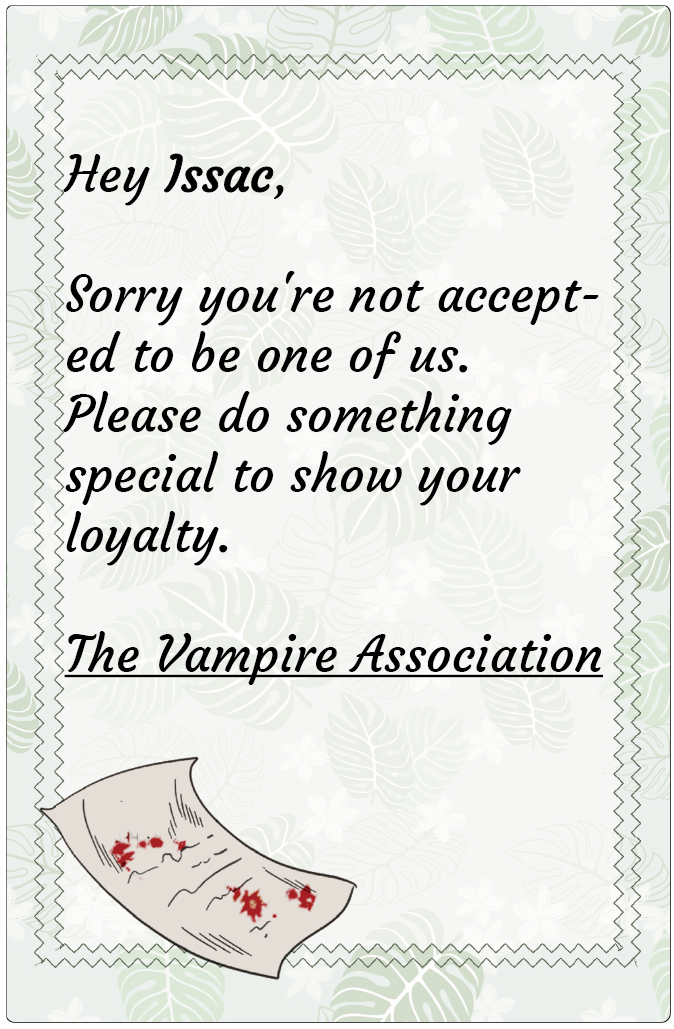 Hey Issac,
Sorry you're not accept-
ed to be one of us.
Please do something
special to show your
loyalty.
The Vampire Association